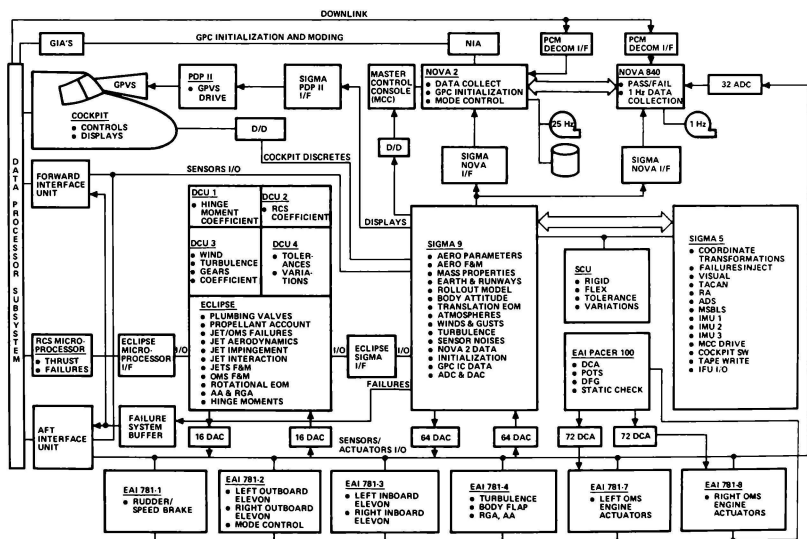 DOWNLINK
GIA'S
GPC INITIALIZATION AND MODING
NIA
PCM
DECOM I/F
PCM
DECOM I/F
GPVS
COCKPIT
● CONTROLS
● DISPLAYS
PDP II
● GPVS
DRIVE
SIGMA
PDP II
I/F
MASTER
CONTROL
CONSOLE
(MCC)
NOVA 2
● DATA COLLECT
● GPC INITIALIZATION
● MODE CONTROL
NOVA 840
● PASS/FAIL
● 1 Hz DATA
COLLECTION
32 ADC
25 Hz
1 Hz
D/D
COCKPIT DISCRETES
D/D
SIGMA
NOVA I/F
SIGMA
NOVA I/F
DATA PROCESSOR SUBSYSTEM
FORWARD
INTERFACE
UNIT
SENSORS I/O
DISPLAYS
DCU 1
● HINGE
MOMENT
COEFFICIENT
DCU 2
● RCS
COEFFICIENT
DCU 3
● WIND
● TURBULENCE
● GEARS
● COEFFICIENT
DCU 4
● TOLER-
ANCES
● VARIA-
TIONS
ECLIPSE
● PLUMBING VALVES
● PROPELLANT ACCOUNT
● JET/OMS FAILURES
● JET AERODYNAMICS
● JET IMPINGEMENT
● JET INTERACTION
● JETS F&M
● OMS F&M
● ROTATIONAL EOM
● AA & RGA
● HINGE MOMENTS
SIGMA 9
● AERO PARAMETERS
● AERO F&M
● MASS PROPERTIES
● EARTH & RUNWAYS
● ROLLOUT MODEL
● BODY ATTITUDE
● TRANSLATION EOM
● ATMOSPHERES
● WINDS & GUSTS
● TURBULENCE
● SENSOR NOISES
● NOVA 2 DATA
INITIALIZATION
● GPC IC DATA
● ADC & DAC
SCU
● RIGID
● FLEX
● TOLERANCE
● VARIATIONS
SIGMA 5
● COORDINATE
TRANSFORMATIONS
● FAILURES INJECT
● VISUAL
● TACAN
● RA
● ADS
● MSBLS
● IMU 1
● IMU 2
● IMU 3
● MCC DRIVE
● COCKPIT SW
● TAPE WRITE
● IFU I/O
RCS MICRO-
PROCESSOR
● THRUST
● FAILURES
ECLIPSE
MICRO-
PROCESSOR
I/F
I/O
I/O
ECLIPSE
SIGMA
I/F
I/O
EAI PACER 100
● DCA
● POTS
● DFG
● STATIC CHECK
FAILURES
AFT
INTERFACE
UNIT
FAILURE
SYSTEM
BUFFER
16 DAC
16 DAC
SENSORS/
ACTUATORS I/O
64 DAC
64 DAC
72 DCA
72 DCA
EAI 781-1
● RUDDER/
SPEED BRAKE
EAI 781-2
● LEFT OUTBOARD
ELEVON
● RIGHT OUTBOARD
ELEVON
● MODE CONTROL
EAI 781-3
● LEFT INBOARD
ELEVON
● RIGHT INBOARD
ELEVON
EAI 781-4
● TURBULENCE
● BODY FLAP
● RGA, AA
EAI 781-7
● LEFT OMS
ENGINE
ACTUATORS
EAI 781-8
● RIGHT OMS
ENGINE
ACTUATORS